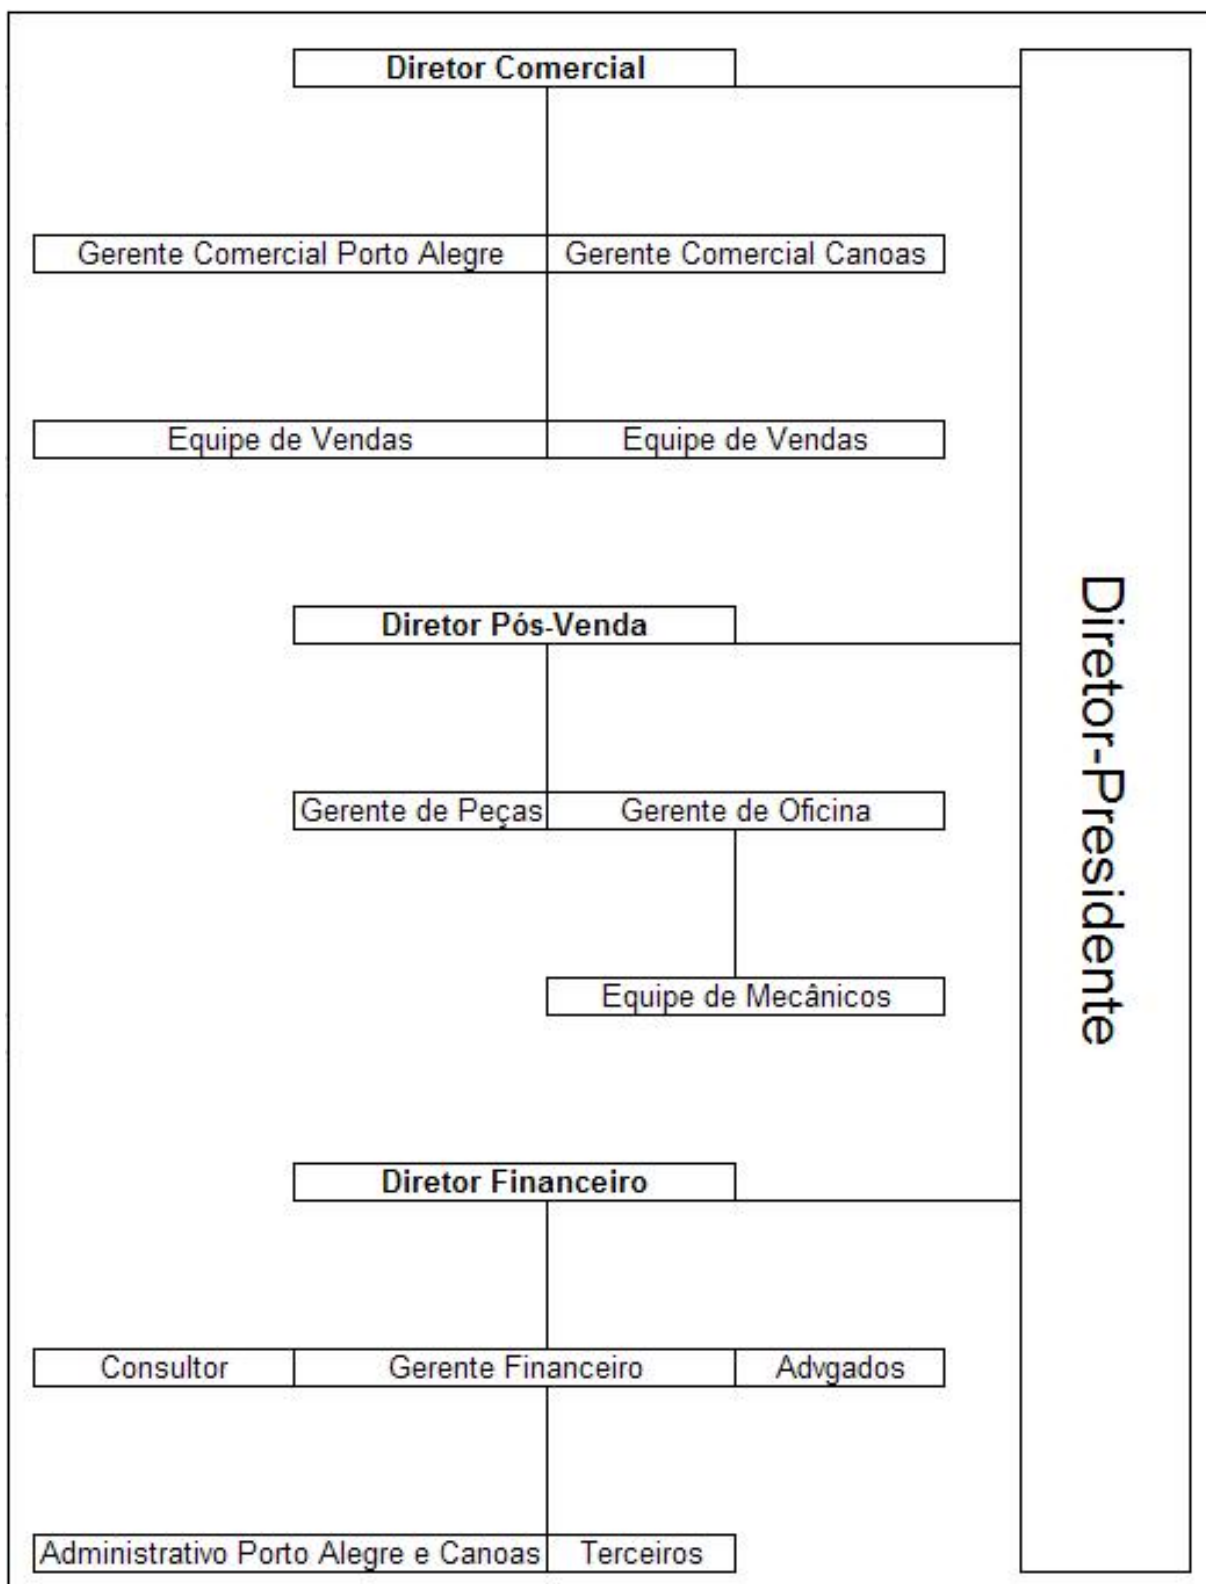 Diretor Comercial
Gerente Comercial Porto Alegre
Gerente Comercial Canoas
Equipe de Vendas
Equipe de Vendas
Diretor Pós-Venda
Gerente de Peças
Gerente de Oficina
Equipe de Mecânicos
Diretor Financeiro
Consultor
Gerente Financeiro
Advgados
Administrativo Porto Alegre e Canoas
Terceiros
Diretor-Presidente